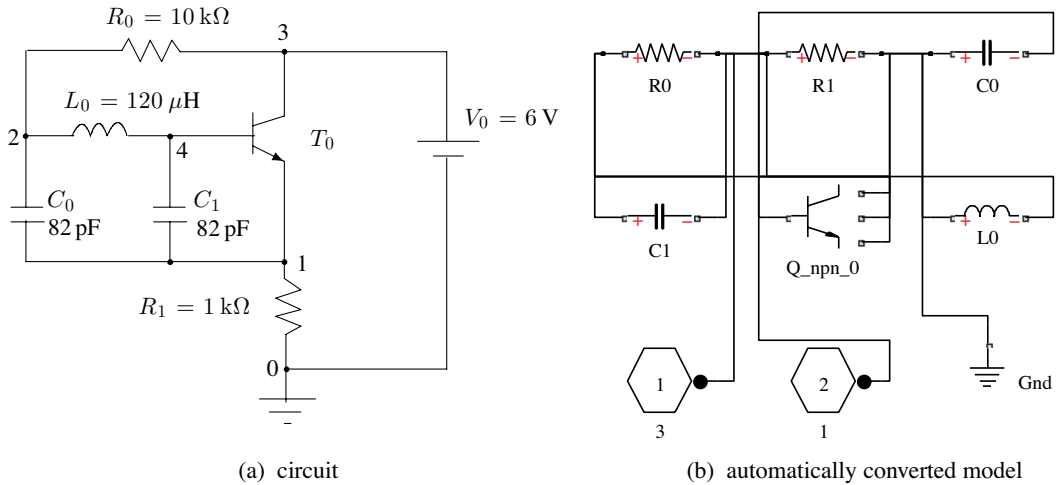 R₀ = 10 kΩ
3
L₀ = 120 μH
V₀ = 6 V
2
4
T₀
C₀
82 pF
C₁
82 pF
1
R₁ = 1 kΩ
0
(a) circuit
+ −
R0
+ −
R1
+ −
C0
+ −
C1
Q_npn_0
+ −
L0
1
3
2
1
Gnd
(b) automatically converted model